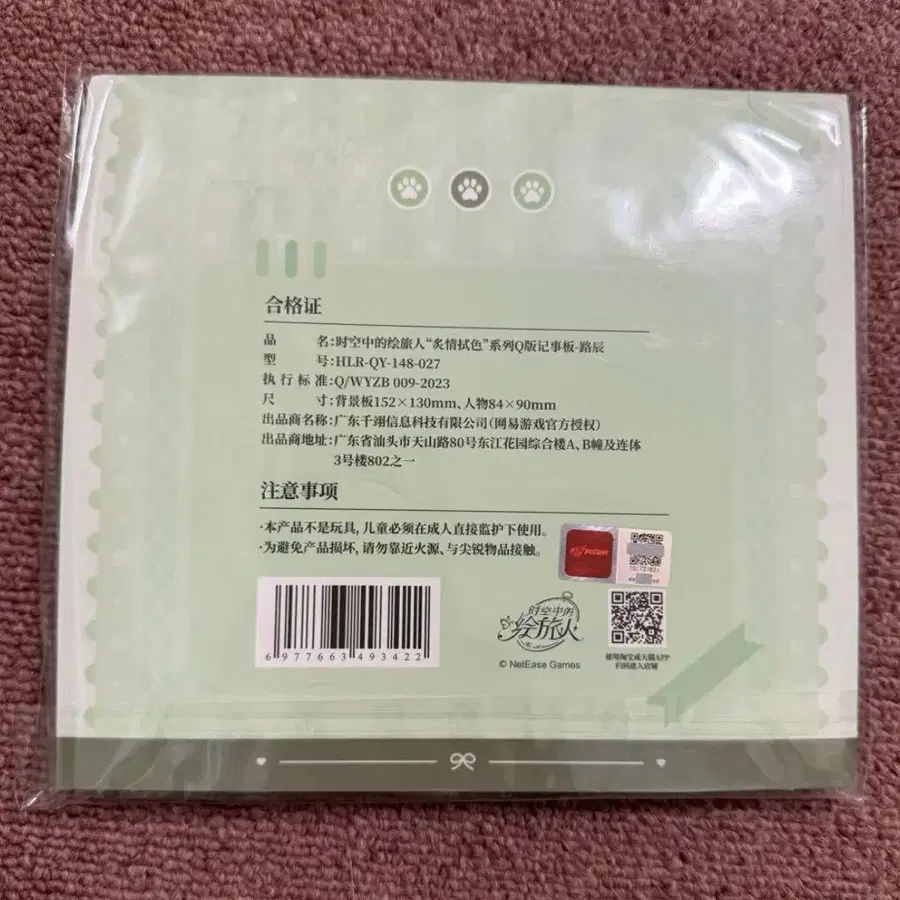 合格证
品 名:时空中的绘旅人“炙情拭色”系列Q版记事板-路辰
型 号:HLR-QY-148-027
执行标准:Q/WYZB 009-2023
尺 寸:背景板152×130mm、人物84×90mm
出品商名称:广东千翊信息科技有限公司(网易游戏官方授权)
出品商地址:广东省汕头市天山路80号东江花园综合楼A、B幢及连体
3号楼802之一
注意事项
·本产品不是玩具,儿童必须在成人直接监护下使用。
·为避免产品损坏,请勿靠近火源、与尖锐物品接触。
6 977663 493422
时空中的
绘旅人
© NetEase Games
使用淘宝或天猫APP
扫码进入店铺